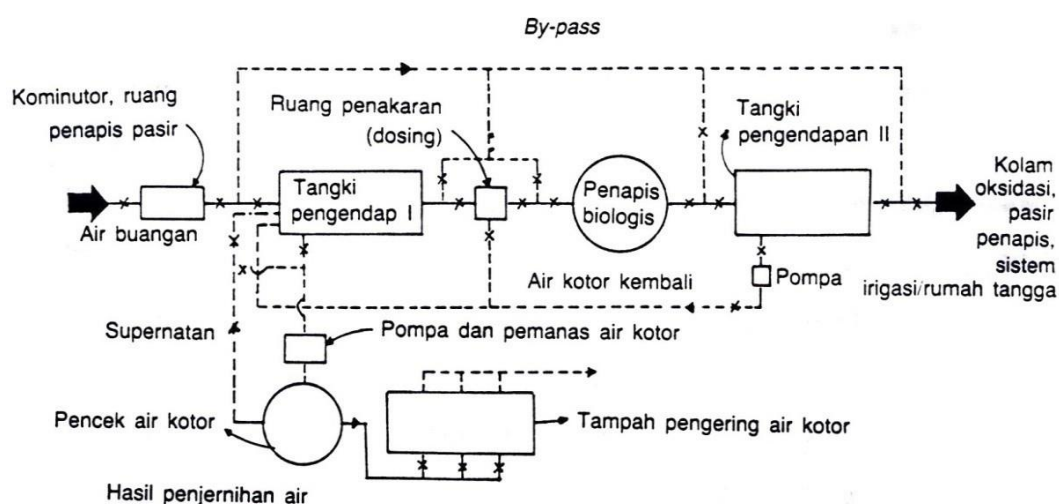 By-pass
Kominutor, ruang
penapis pasir
Ruang penakaran
(dosing)
Tangki
pengendapan II
Tangki
pengendap I
Penapis
biologis
Kolam
oksidasi,
pasir
penapis,
sistem
irigasi/rumah tangga
Air buangan
Air kotor kembali
Pompa
Supernatan
Pompa dan pemanas air kotor
Pencek air kotor
Tampah pengering air kotor
Hasil penjernihan air